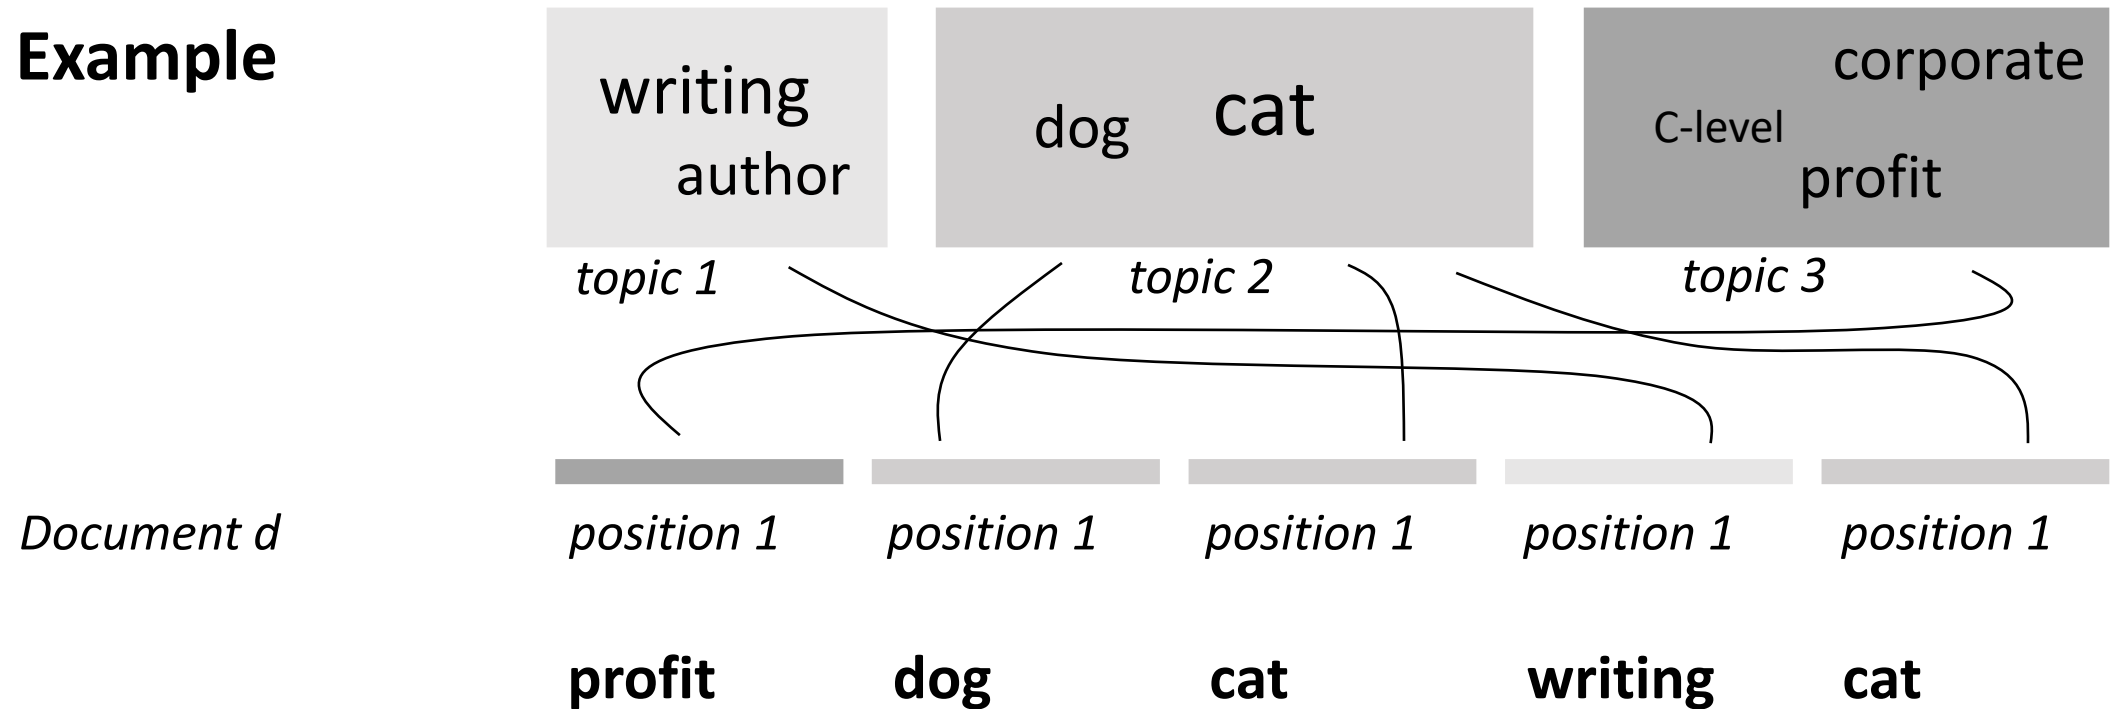 Example
writing
author
dog cat
corporate
C-level
profit
topic 1 topic 2 topic 3
Document d position 1 position 1 position 1 position 1 position 1
profit dog cat writing cat